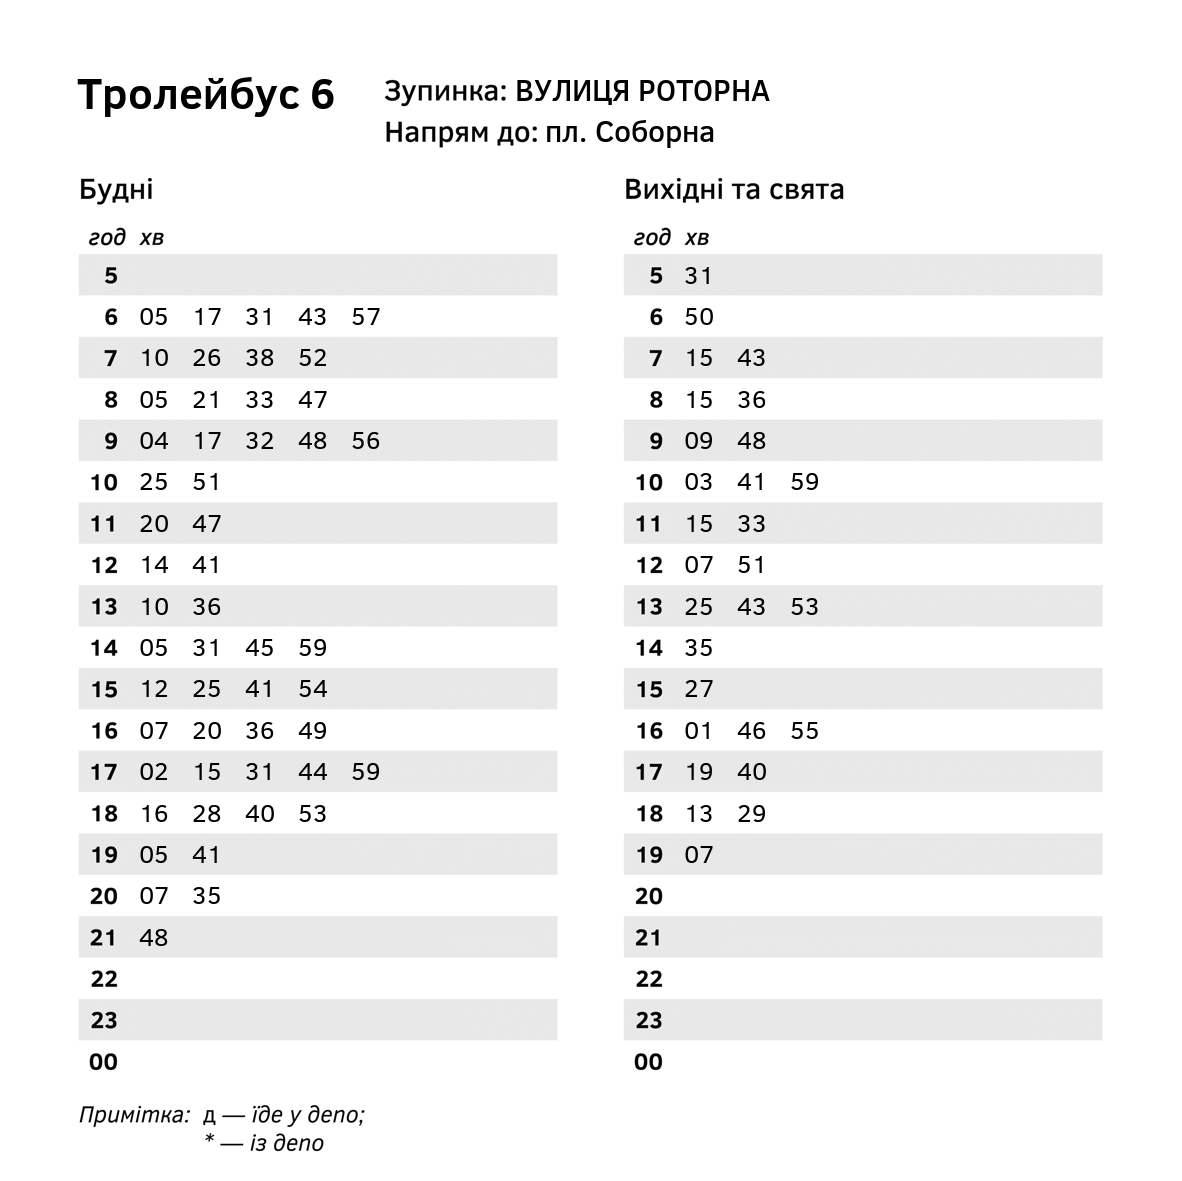 Тролейбус 6
Зупинка: ВУЛИЦЯ РОТОРНА
Напрям до: пл. Соборна
Будні
год хв
5
6 05 17 31 43 57
7 10 26 38 52
8 05 21 33 47
9 04 17 32 48 56
10 25 51
11 20 47
12 14 41
13 10 36
14 05 31 45 59
15 12 25 41 54
16 07 20 36 49
17 02 15 31 44 59
18 16 28 40 53
19 05 41
20 07 35
21 48
22
23
00
Вихідні та свята
год хв
5 31
6 50
7 15 43
8 15 36
9 09 48
10 03 41 59
11 15 33
12 07 51
13 25 43 53
14 35
15 27
16 01 46 55
17 19 40
18 13 29
19 07
20
21
22
23
00
Примітка: д — їде у депо;
* — із депо